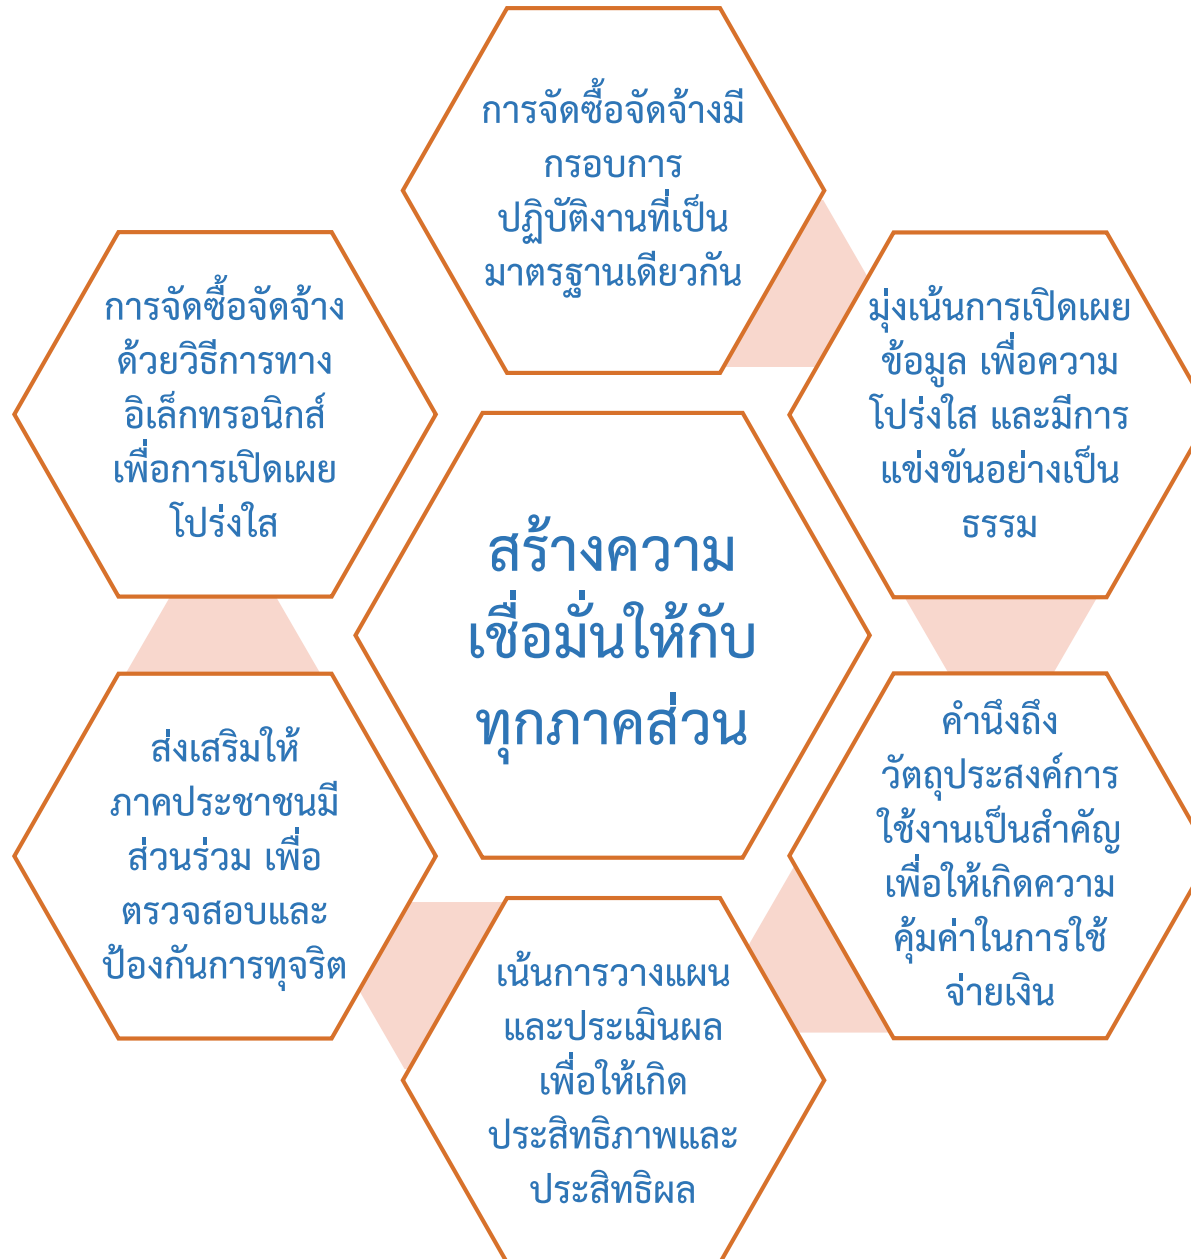 การจัดซื้อจัดจ้างมี
กรอบการ
ปฏิบัติงานที่เป็น
มาตรฐานเดียวกัน
มุ่งเน้นการเปิดเผย
ข้อมูล เพื่อความ
โปร่งใส และมีการ
แข่งขันอย่างเป็น
ธรรม
คำนึงถึง
วัตถุประสงค์การ
ใช้งานเป็นสำคัญ
เพื่อให้เกิดความ
คุ้มค่าในการใช้
จ่ายเงิน
เน้นการวางแผน
และประเมินผล
เพื่อให้เกิด
ประสิทธิภาพและ
ประสิทธิผล
ส่งเสริมให้
ภาคประชาชนมี
ส่วนร่วม เพื่อ
ตรวจสอบและ
ป้องกันการทุจริต
การจัดซื้อจัดจ้าง
ด้วยวิธีการทาง
อิเล็กทรอนิกส์
เพื่อการเปิดเผย
โปร่งใส
สร้างความ
เชื่อมั่นให้กับ
ทุกภาคส่วน